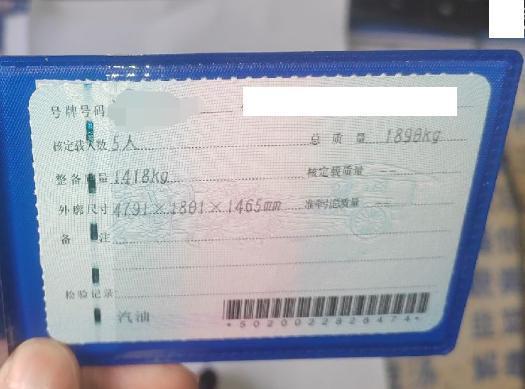 号牌号码
核定载人数 5人 总质量 1898kg
整备质量 1418kg 核定载质量 --
外廓尺寸 4791×1801×1465mm 准牵引总质量 --
备 注
检验记录
汽油
*5020022828474*